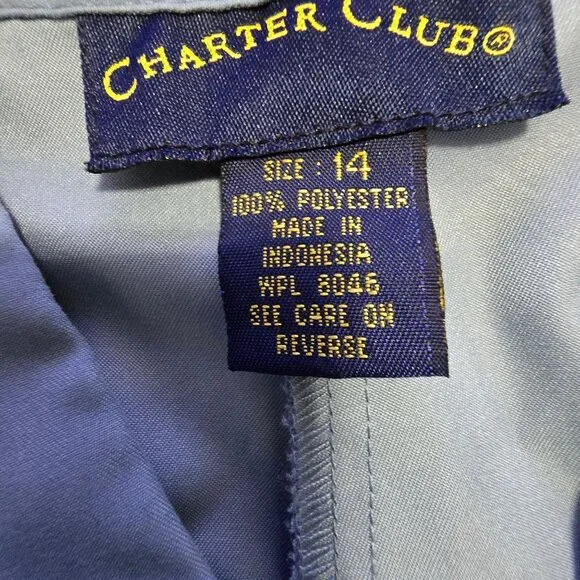 CHARTER CLUB®
SIZE : 14
100% POLYESTER
MADE IN
INDONESIA
WPL 8046
SEE CARE ON
REVERSE